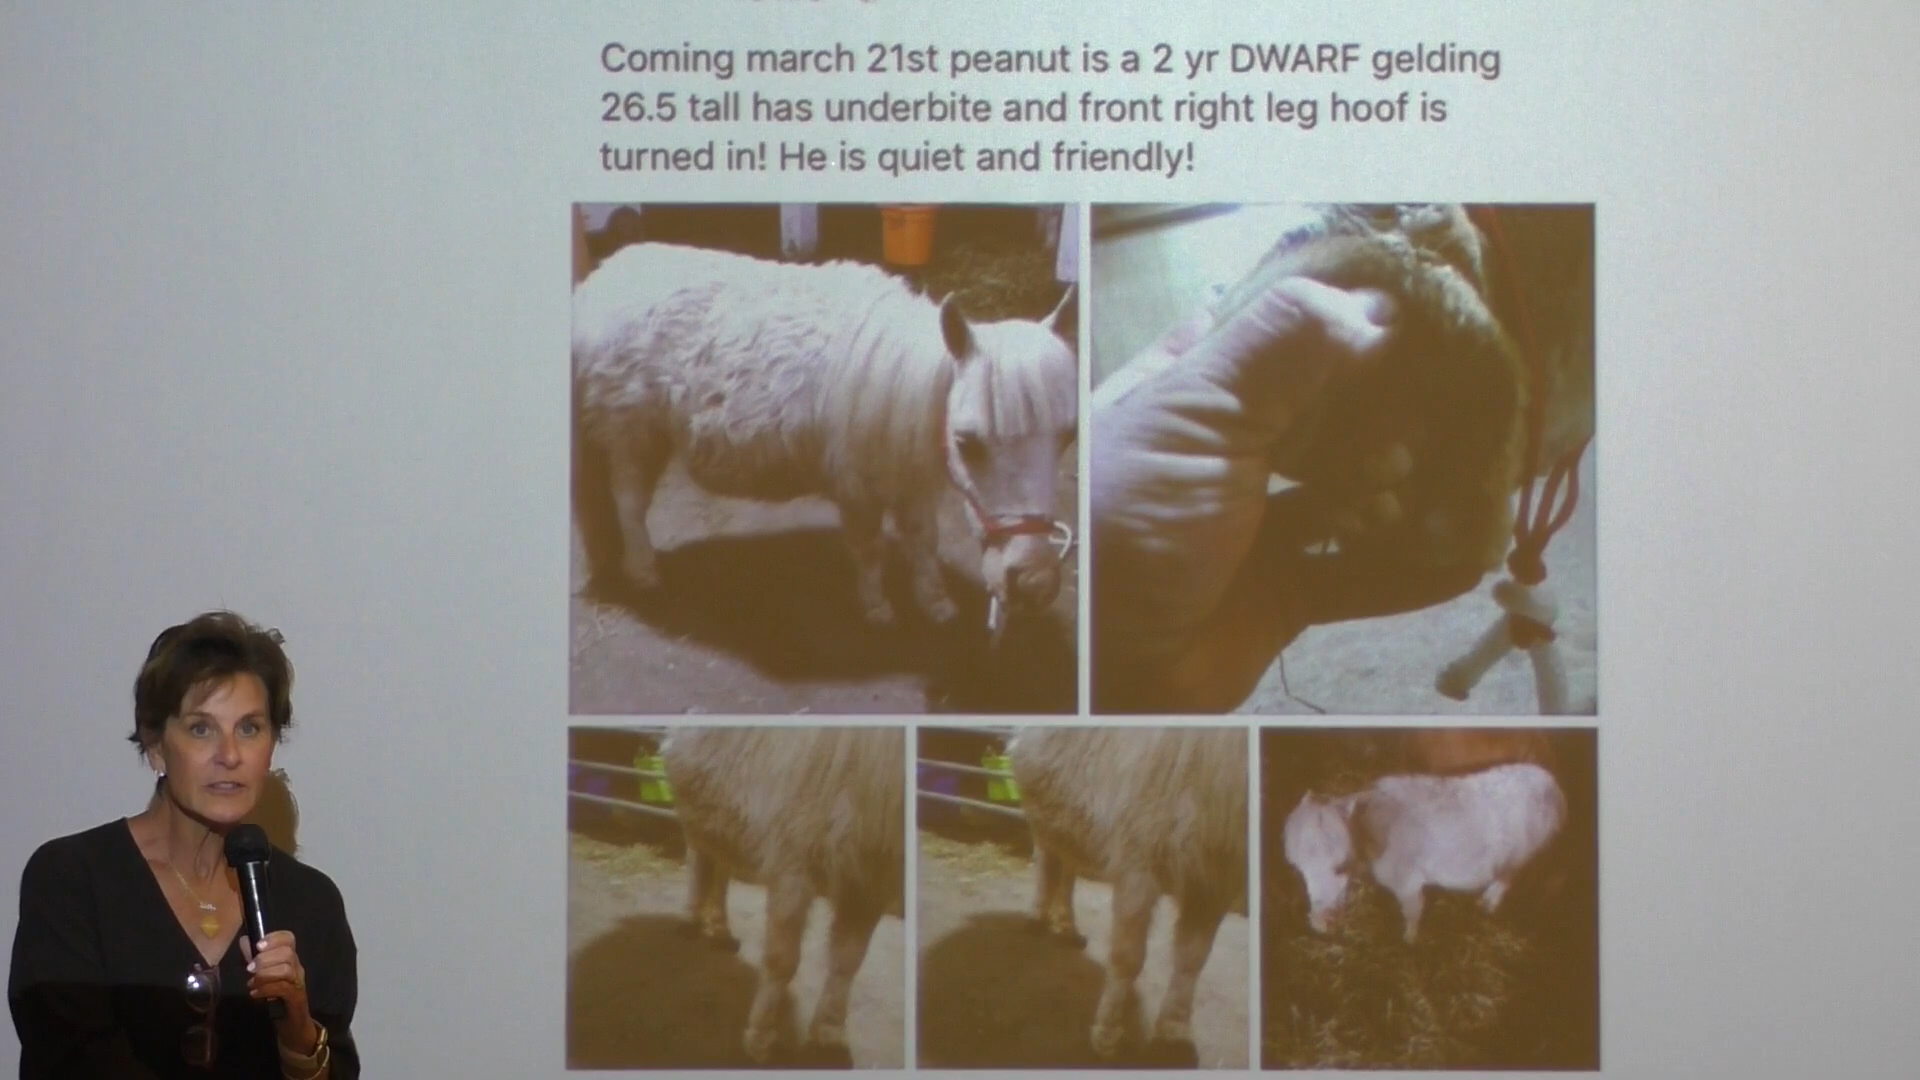 Coming march 21st peanut is a 2 yr DWARF gelding
26.5 tall has underbite and front right leg hoof is
turned in! He is quiet and friendly!